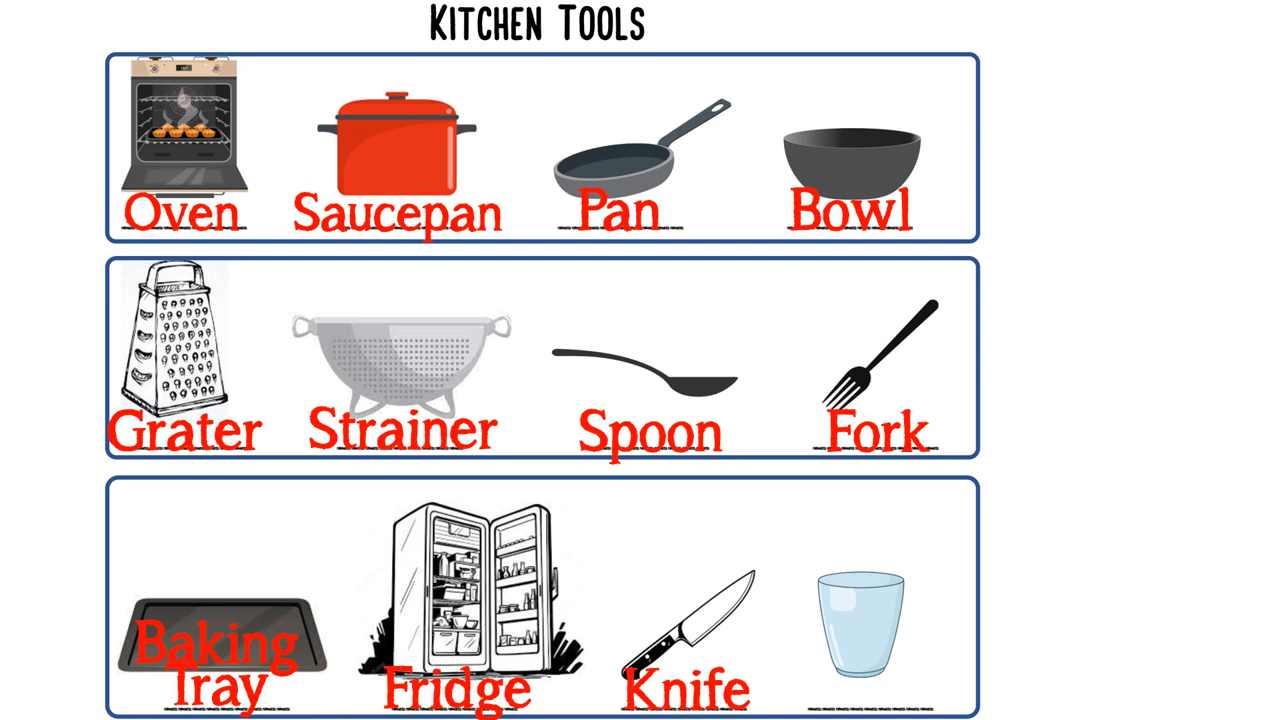 KITCHEN TOOLS
Oven Saucepan Pan Bowl
Grater Strainer Spoon Fork
Baking
Tray Fridge Knife